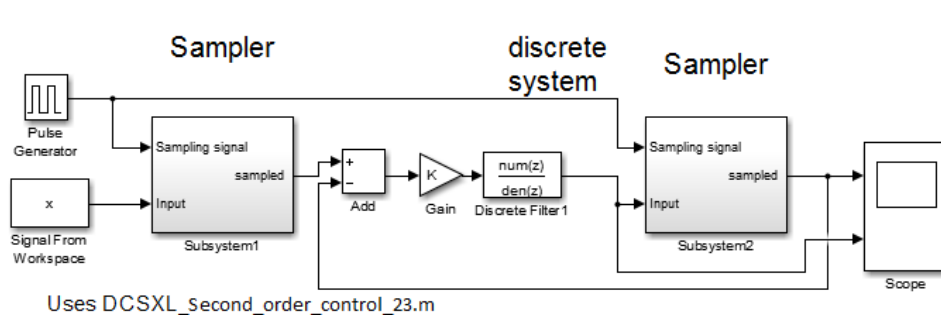 Sampler
discrete
system
Sampler
Pulse
Generator
Sampling signal
sampled
Input
Subsystem1
x
Signal From
Workspace
+
−
Add
K
Gain
num(z)
den(z)
Discrete Filter1
Sampling signal
sampled
Input
Subsystem2
Scope
Uses DCSXL_Second_order_control_23.m